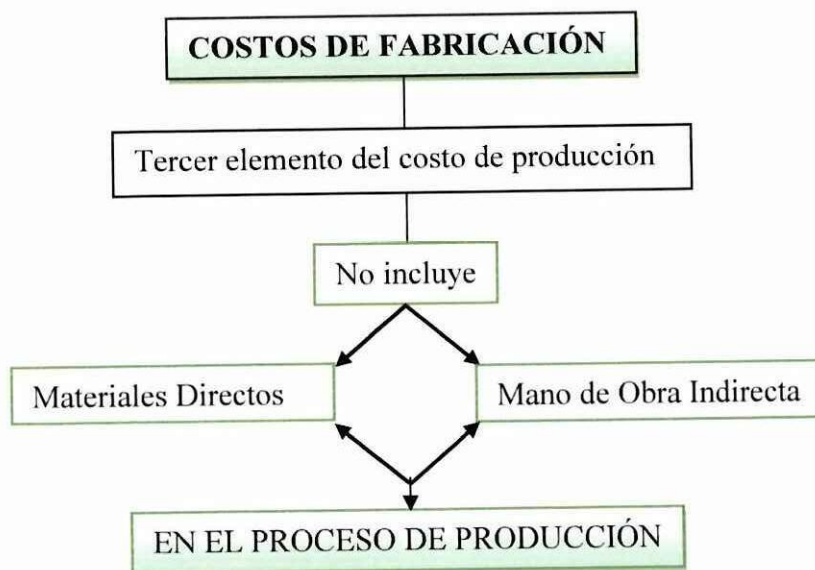 COSTOS DE FABRICACIÓN
Tercer elemento del costo de producción
No incluye
Materiales Directos
Mano de Obra Indirecta
EN EL PROCESO DE PRODUCCIÓN